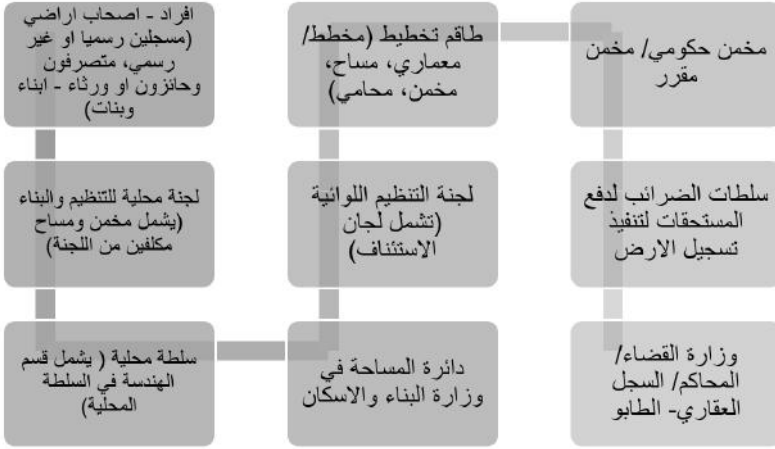 افراد - اصحاب اراضي
(مسجلين رسميا او غير
رسمي، متصرفون
وحائزون او ورثاء - ابناء
وبنات)
لجنة محلية للتنظيم والبناء
(يشمل مخمن ومساح
مكلفين من اللجنة)
سلطة محلية ( يشمل قسم
الهندسة في السلطة
المحلية)
دائرة المساحة في
وزارة البناء والاسكان
لجنة التنظيم اللوائية
(تشمل لجان
الاستئناف)
طاقم تخطيط (مخطط/
معماري، مساح،
مخمن، محامي)
مخمن حكومي/ مخمن
مقرر
سلطات الضرائب لدفع
المستحقات لتنفيذ
تسجيل الارض
وزارة القضاء/
المحاكم/ السجل
العقاري- الطابو